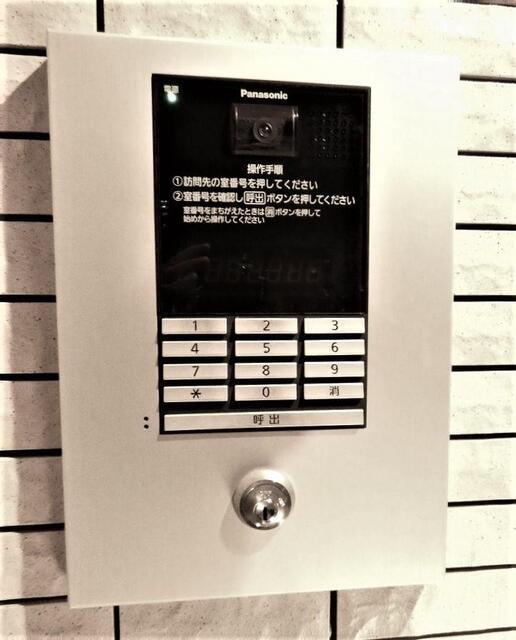 電源
Panasonic
操作手順
①訪問先の室番号を押してください
②室番号を確認し呼出ボタンを押してください
室番号をまちがえたときは消ボタンを押して
始めから操作してください
1 2 3
4 5 6
7 8 9
* 0 消
呼出